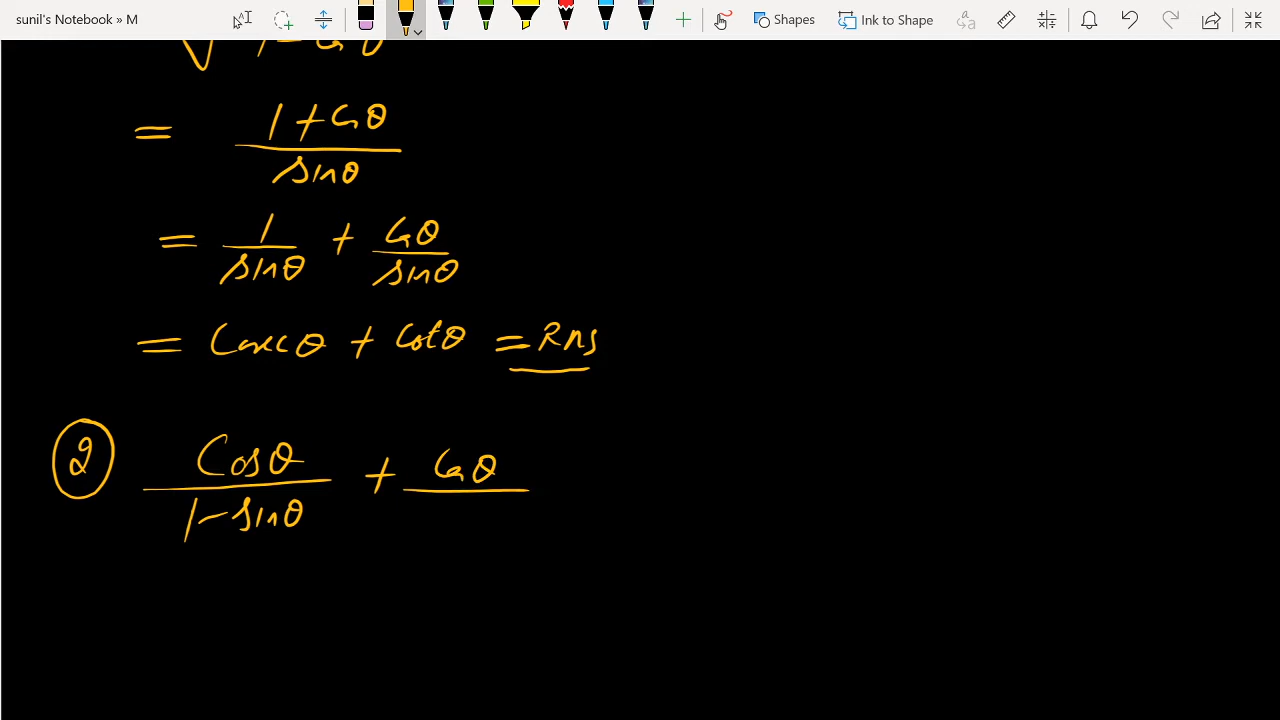 sunil's Notebook » M
Shapes
Ink to Shape
= 1 + Cosθ / sinθ
= 1 / sinθ + Cosθ / sinθ
= Cosecθ + Cotθ = RHS
2 Cosθ / 1 - sinθ + Cosθ